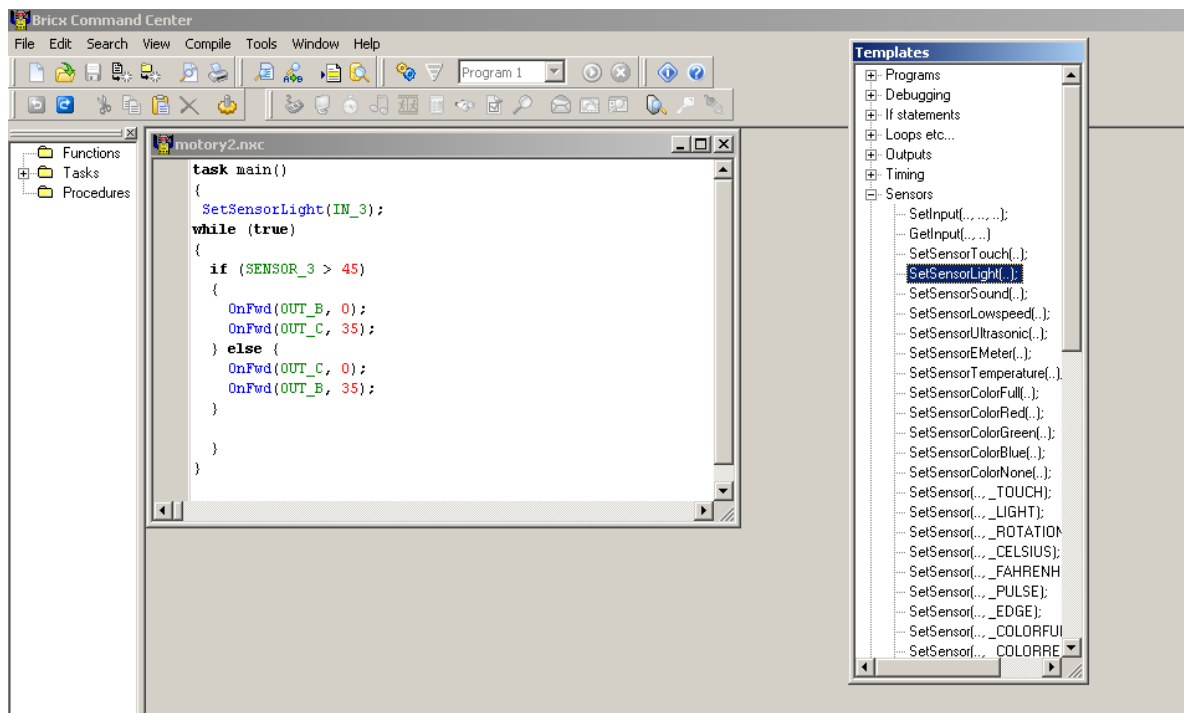 Bricx Command Center
File Edit Search View Compile Tools Window Help
Program 1
Functions
Tasks
Procedures
motory2.nxc
task main()
{
SetSensorLight(IN_3);
while (true)
{
if (SENSOR_3 > 45)
{
OnFwd(OUT_B, 0);
OnFwd(OUT_C, 35);
} else {
OnFwd(OUT_C, 0);
OnFwd(OUT_B, 35);
}
}
}
Templates
Programs
Debugging
If statements
Loops etc...
Outputs
Timing
Sensors
SetInput(.., .., ..);
GetInput(.., ..)
SetSensorTouch(..);
SetSensorLight(..);
SetSensorSound(..);
SetSensorLowspeed(..);
SetSensorUltrasonic(..);
SetSensorEMeter(..);
SetSensorTemperature(..)
SetSensorColorFull(..);
SetSensorColorRed(..);
SetSensorColorGreen(..);
SetSensorColorBlue(..);
SetSensorColorNone(..);
SetSensor(.., _TOUCH);
SetSensor(.., _LIGHT);
SetSensor(.., _ROTATION
SetSensor(.., _CELSIUS);
SetSensor(.., _FAHRENH
SetSensor(.., _PULSE);
SetSensor(.., _EDGE);
SetSensor(.., _COLORFUL
SetSensor(.., _COLORRE